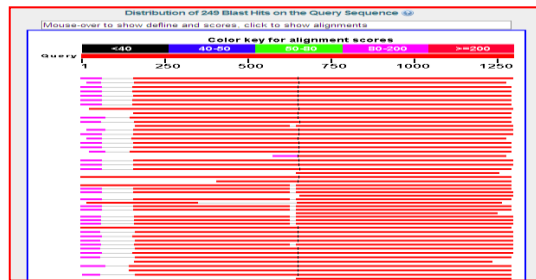 Distribution of 249 Blast Hits on the Query Sequence
Mouse-over to show defline and scores, click to show alignments
Color key for alignment scores
<40 40-50 50-80 80-200 >=200
Query
1 250 500 750 1000 1250